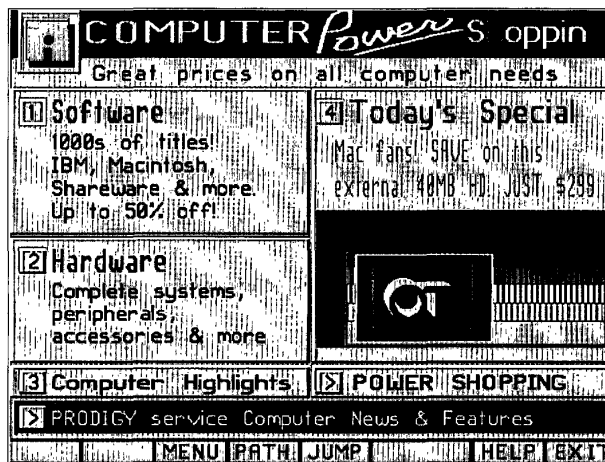 i
COMPUTER Power S oppin
Great prices on all computer needs
1 Software
1000s of titles!
IBM, Macintosh,
Shareware & more.
Up to 50% off!
2 Hardware
Complete systems,
peripherals,
accessories & more
3 Computer Highlights
4 Today's Special
Mac fans! SAVE on this
external 40MB HD. JUST $299
> POWER SHOPPING
> PRODIGY service Computer News & Features
MENU PATH JUMP HELP EXIT